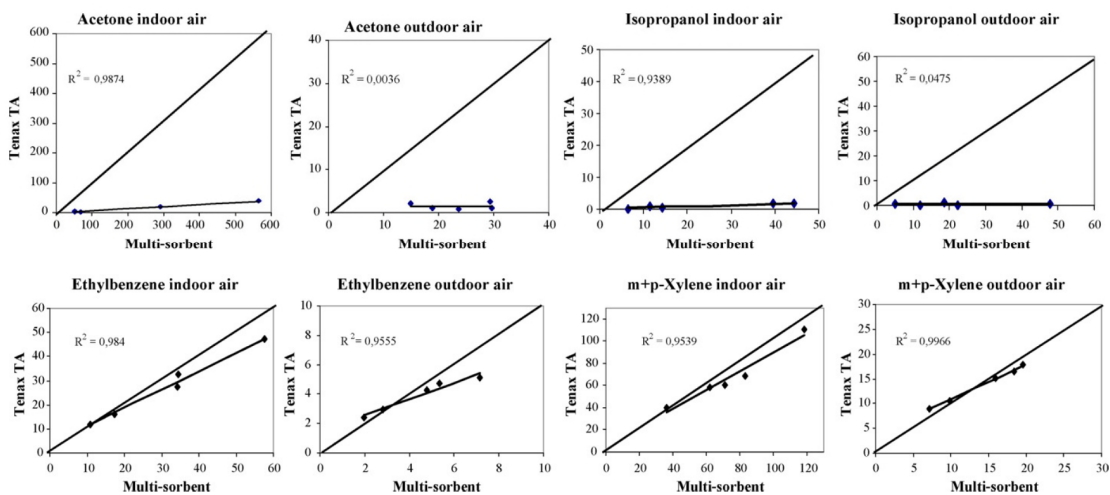 Acetone indoor air
600
500
400
300
200
100
0
R² = 0,9874
Tenax TA
0 100 200 300 400 500 600
Multi-sorbent
Acetone outdoor air
40
30
20
10
0
R² = 0,0036
Tenax TA
0 10 20 30 40
Multi-sorbent
Isopropanol indoor air
50
40
30
20
10
0
R² = 0,9389
Tenax TA
0 10 20 30 40 50
Multi-sorbent
Isopropanol outdoor air
60
50
40
30
20
10
0
R² = 0,0475
Tenax TA
0 10 20 30 40 50 60
Multi-sorbent
Ethylbenzene indoor air
60
50
40
30
20
10
0
R² = 0,984
Tenax TA
0 10 20 30 40 50 60
Multi-sorbent
Ethylbenzene outdoor air
10
8
6
4
2
0
R² = 0,9555
Tenax TA
0 2 4 6 8 10
Multi-sorbent
m+p-Xylene indoor air
120
100
80
60
40
20
0
R² = 0,9539
Tenax TA
0 20 40 60 80 100 120
Multi-sorbent
m+p-Xylene outdoor air
30
25
20
15
10
5
0
R² = 0,9966
Tenax TA
0 5 10 15 20 25 30
Multi-sorbent